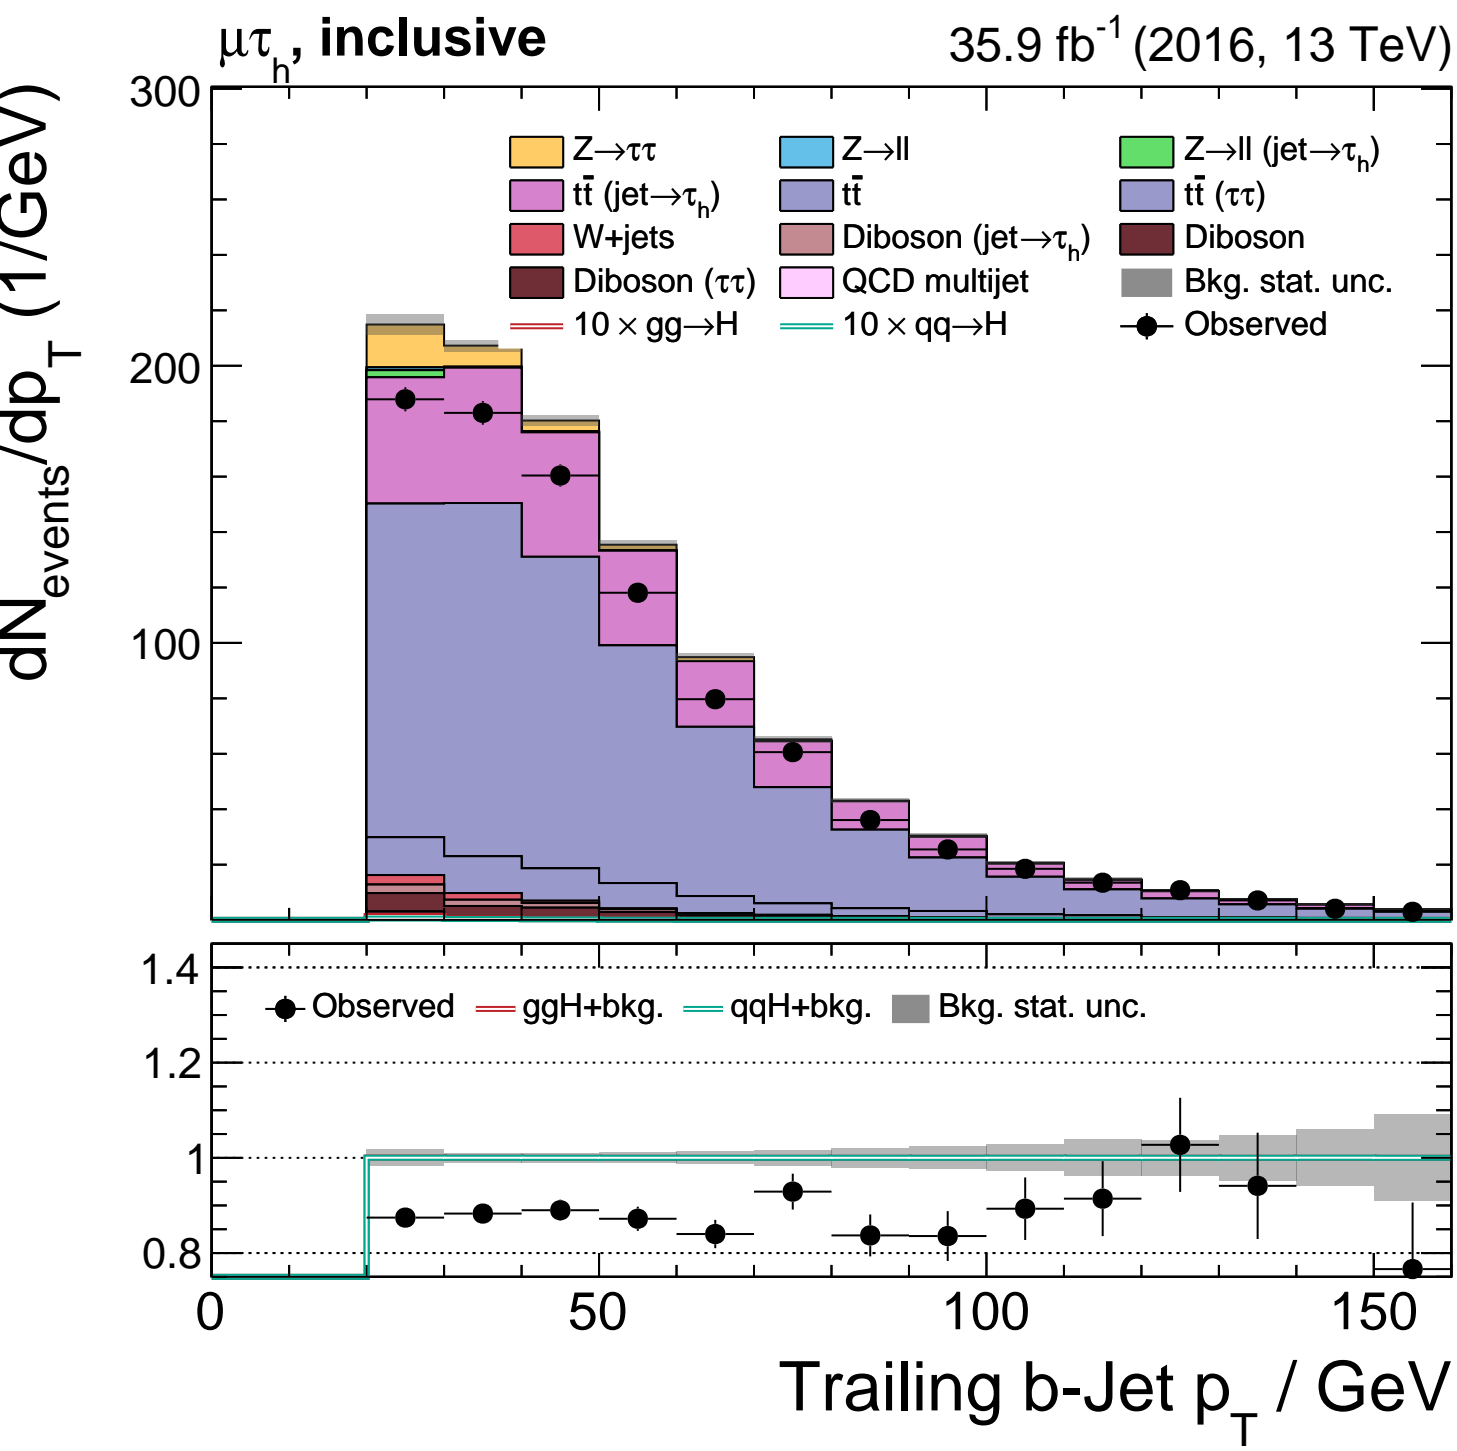 μτh, inclusive
35.9 fb-1 (2016, 13 TeV)
dNevents/dpT (1/GeV)
300
200
100
Z→ττ Z→ll Z→ll (jet→τh)
tt̄ (jet→τh) tt̄ tt̄ (ττ)
W+jets Diboson (jet→τh) Diboson
Diboson (ττ) QCD multijet Bkg. stat. unc.
10 × gg→H 10 × qq→H Observed
1.4
1.2
1
0.8
Observed ggH+bkg. qqH+bkg. Bkg. stat. unc.
0 50 100 150
Trailing b-Jet pT / GeV